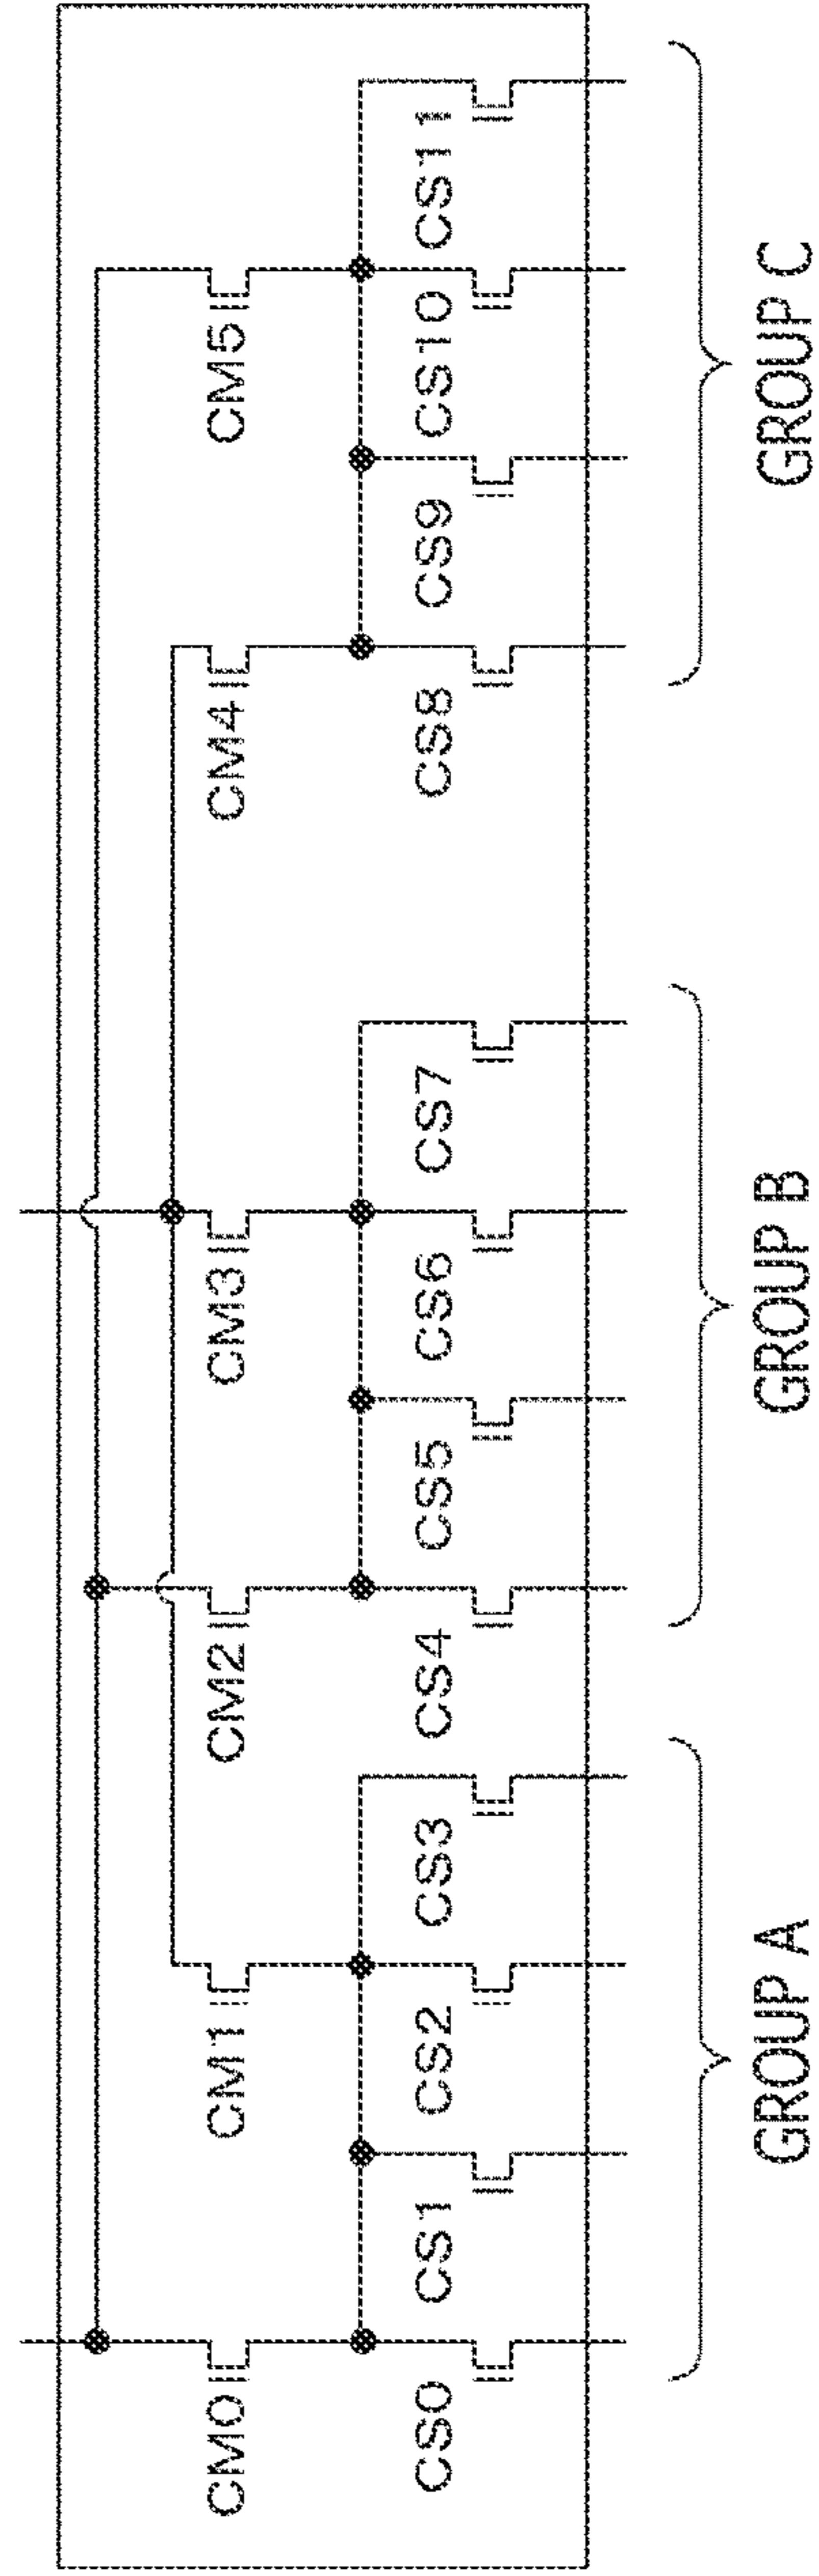 CM0
CM1
CM2
CM3
CM4
CM5
CS0
CS1
CS2
CS3
CS4
CS5
CS6
CS7
CS8
CS9
CS10
CS11
GROUP A
GROUP B
GROUP C